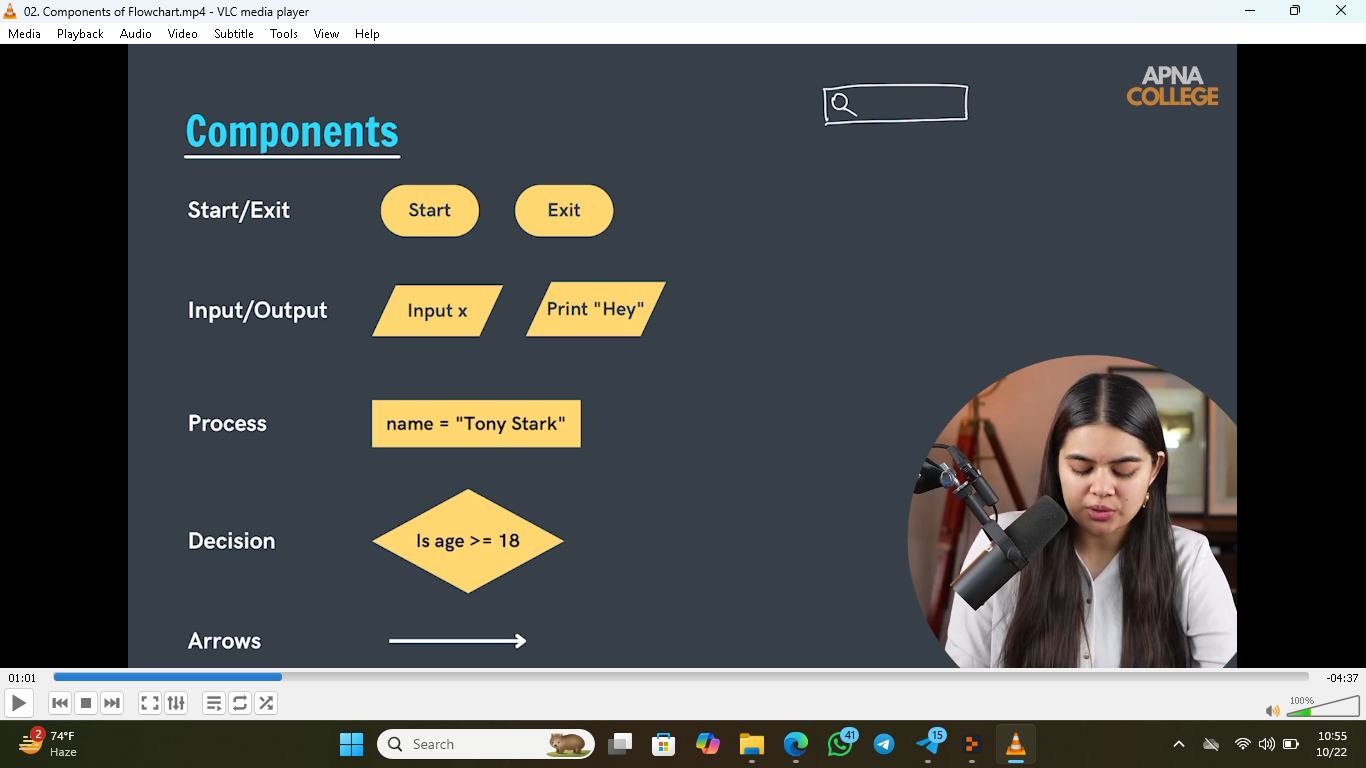 02. Components of Flowchart.mp4 - VLC media player
Media Playback Audio Video Subtitle Tools View Help
APNA
COLLEGE
Components
Start/Exit Start Exit
Input/Output Input x Print "Hey"
Process name = "Tony Stark"
Decision Is age >= 18
Arrows
01:01 -04:37
100%
2 74°F
Haze
Search
41
15
10:55
10/22